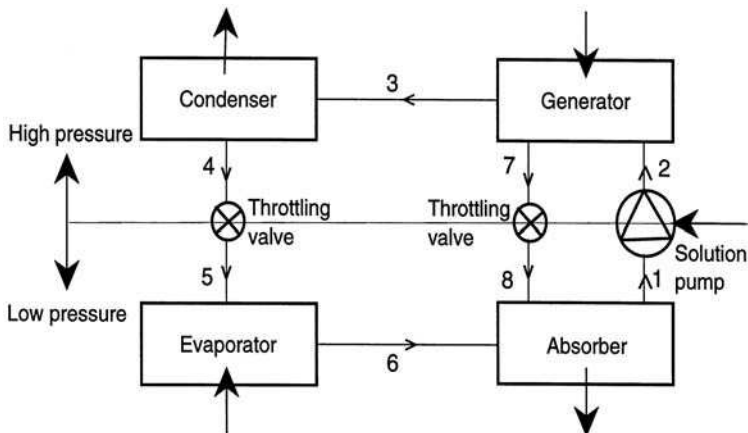 3
Condenser
Generator
High pressure
4
7
2
Throttling
valve
Throttling
valve
Solution
pump
5
8
1
Low pressure
Evaporator
6
Absorber